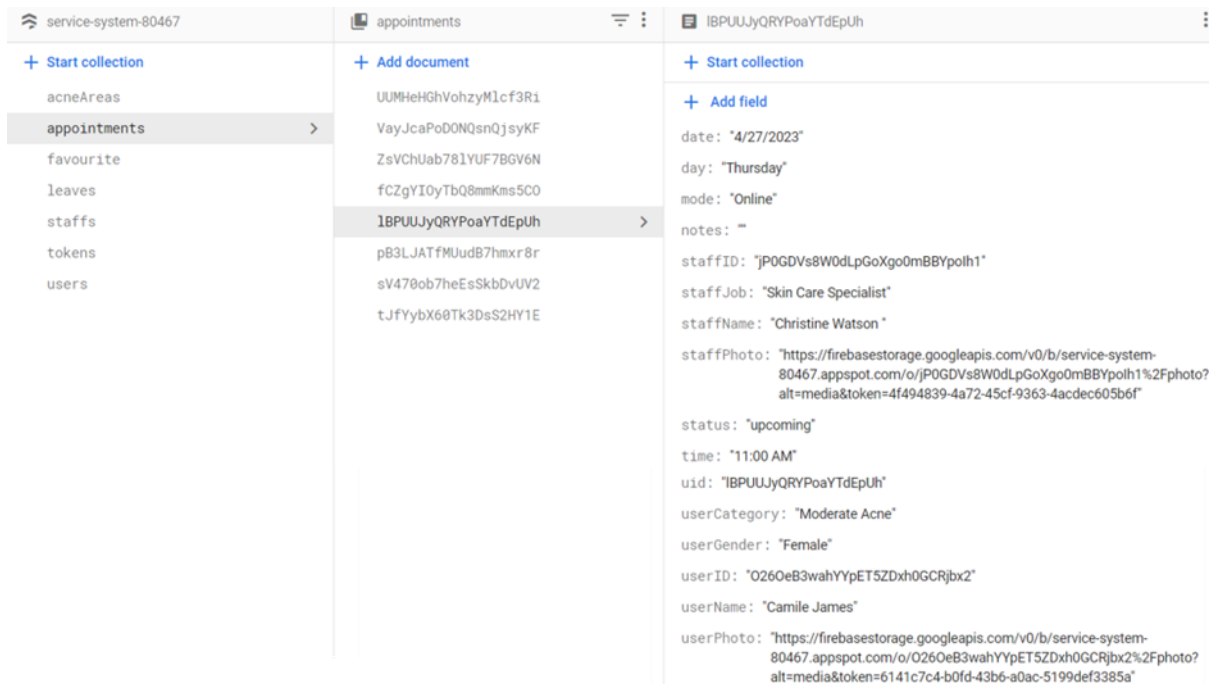 service-system-80467
appointments
lBPUUJyQRYPoaYTdEpUh
+ Start collection
+ Add document
+ Start collection
acneAreas
appointments
favourite
leaves
staffs
tokens
users
UUMHeHGhVohzyMlcf3Ri
VayJcaPoDONQsnQjsyKF
ZsVChUab78lYUF7BGV6N
fCZgYIOyTbQ8mmKms5CO
lBPUUJyQRYPoaYTdEpUh
pB3LJATfMUudB7hmxr8r
sV470ob7heEsSkbDvUV2
tJfYybX60Tk3DsS2HY1E
+ Add field
date: "4/27/2023"
day: "Thursday"
mode: "Online"
notes: ""
staffID: "jP0GDVs8W0dLpGoXgo0mBBYpoIh1"
staffJob: "Skin Care Specialist"
staffName: "Christine Watson "
staffPhoto: "https://firebasestorage.googleapis.com/v0/b/service-system-
80467.appspot.com/o/jP0GDVs8W0dLpGoXgo0mBBYpoIh1%2Fphoto?
alt=media&token=4f494839-4a72-45cf-9363-4acdec605b6f"
status: "upcoming"
time: "11:00 AM"
uid: "lBPUUJyQRYPoaYTdEpUh"
userCategory: "Moderate Acne"
userGender: "Female"
userID: "O26OeB3wahYYpET5ZDxh0GCRjbx2"
userName: "Camile James"
userPhoto: "https://firebasestorage.googleapis.com/v0/b/service-system-
80467.appspot.com/o/O26OeB3wahYYpET5ZDxh0GCRjbx2%2Fphoto?
alt=media&token=6141c7c4-b0fd-43b6-a0ac-5199def3385a"